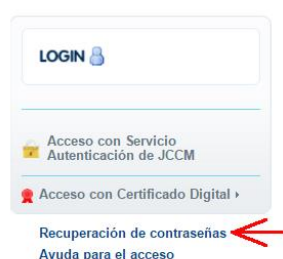 LOGIN
Acceso con Servicio
Autenticación de JCCM
Acceso con Certificado Digital
Recuperación de contraseñas
Ayuda para el acceso